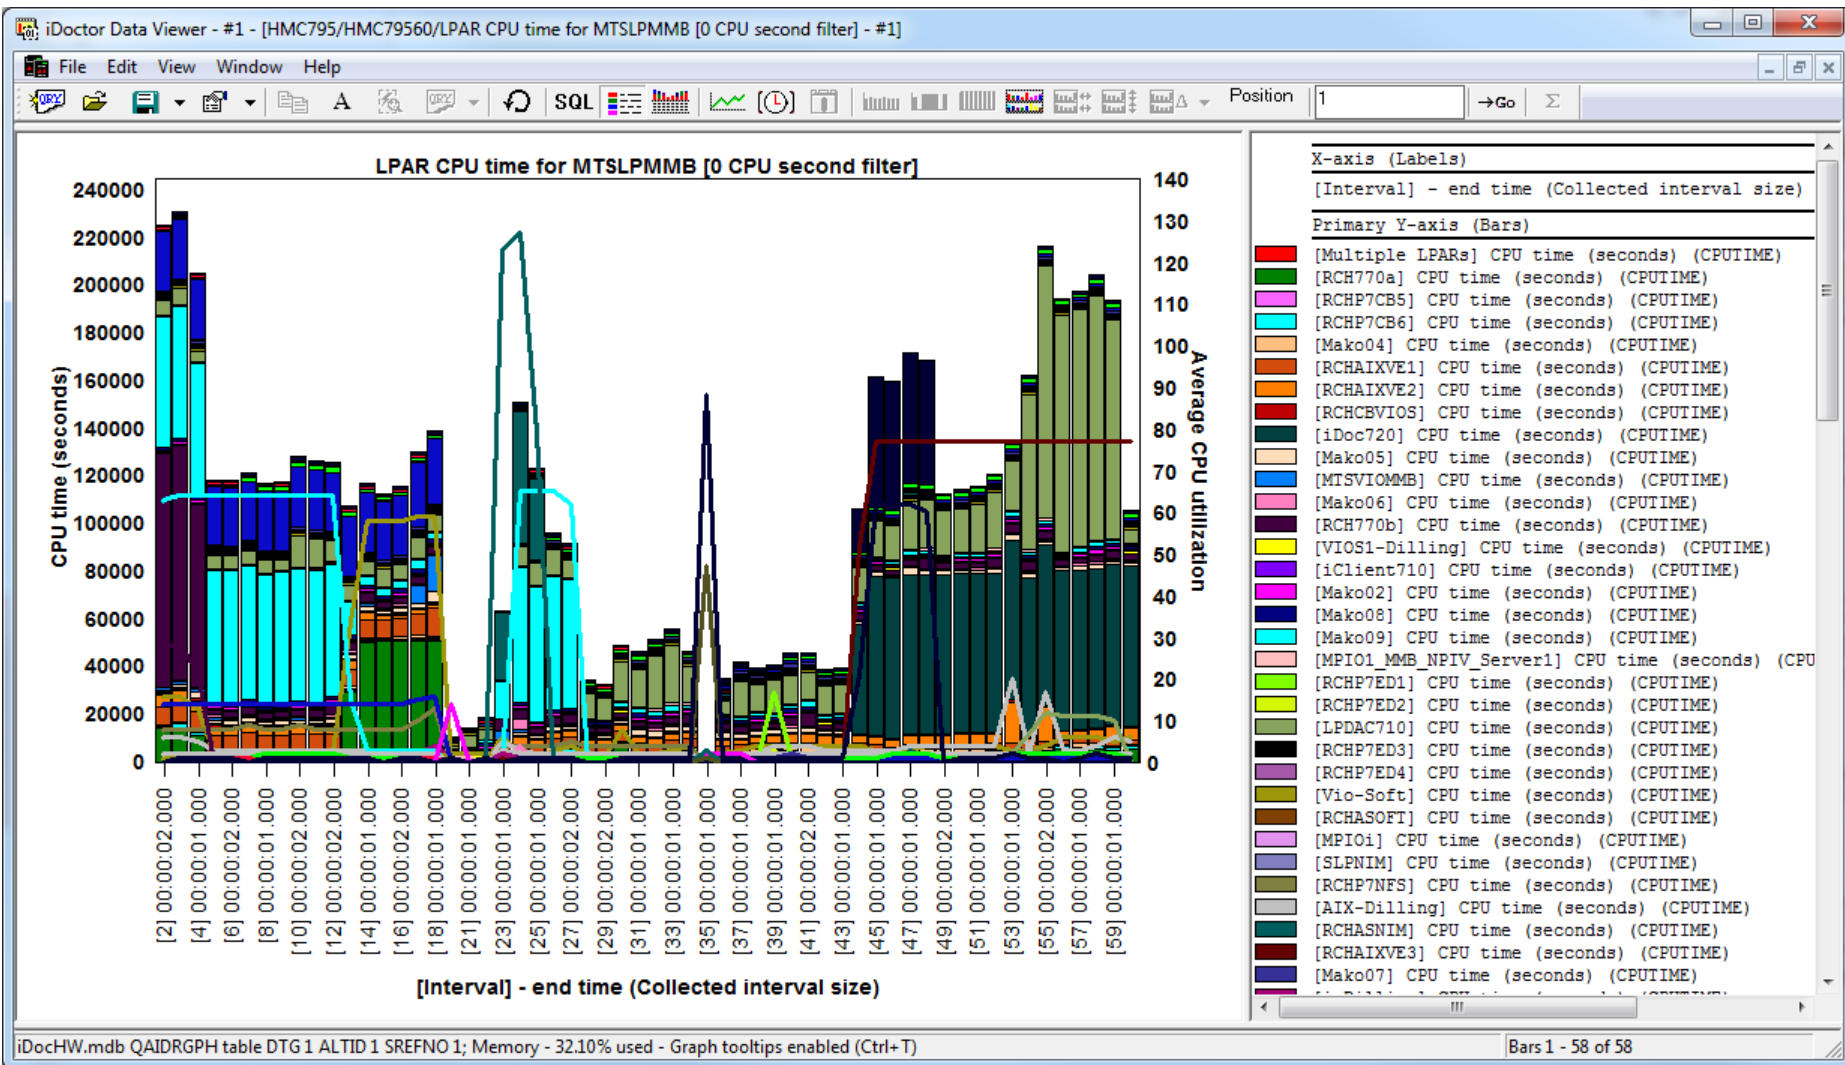 iDoctor Data Viewer - #1 - [HMC795/HMC79560/LPAR CPU time for MTSLPMMB [0 CPU second filter] - #1]
File Edit View Window Help
QRY A QRY SQL Position 1 →Go Σ
LPAR CPU time for MTSLPMMB [0 CPU second filter]
240000
220000
200000
180000
160000
140000
120000
100000
80000
60000
40000
20000
0
CPU time (seconds)
140
130
120
110
100
90
80
70
60
50
40
30
20
10
0
Average CPU utilization
[2] 00:00:02.000
[4] 00:00:01.000
[6] 00:00:02.000
[8] 00:00:01.000
[10] 00:00:02.000
[12] 00:00:02.000
[14] 00:00:01.000
[16] 00:00:02.000
[18] 00:00:01.000
[21] 00:00:01.000
[23] 00:00:01.000
[25] 00:00:01.000
[27] 00:00:02.000
[29] 00:00:02.000
[31] 00:00:02.000
[33] 00:00:01.000
[35] 00:00:01.000
[37] 00:00:01.000
[39] 00:00:01.000
[41] 00:00:02.000
[43] 00:00:01.000
[45] 00:00:01.000
[47] 00:00:01.000
[49] 00:00:02.000
[51] 00:00:01.000
[53] 00:00:01.000
[55] 00:00:02.000
[57] 00:00:01.000
[59] 00:00:01.000
[Interval] - end time (Collected interval size)
X-axis (Labels)
[Interval] - end time (Collected interval size)
Primary Y-axis (Bars)
[Multiple LPARs] CPU time (seconds) (CPUTIME)
[RCH770a] CPU time (seconds) (CPUTIME)
[RCHP7CB5] CPU time (seconds) (CPUTIME)
[RCHP7CB6] CPU time (seconds) (CPUTIME)
[Mako04] CPU time (seconds) (CPUTIME)
[RCHAIXVE1] CPU time (seconds) (CPUTIME)
[RCHAIXVE2] CPU time (seconds) (CPUTIME)
[RCHCBVIOS] CPU time (seconds) (CPUTIME)
[iDoc720] CPU time (seconds) (CPUTIME)
[Mako05] CPU time (seconds) (CPUTIME)
[MTSVIOMMB] CPU time (seconds) (CPUTIME)
[Mako06] CPU time (seconds) (CPUTIME)
[RCH770b] CPU time (seconds) (CPUTIME)
[VIOS1-Dilling] CPU time (seconds) (CPUTIME)
[iClient710] CPU time (seconds) (CPUTIME)
[Mako02] CPU time (seconds) (CPUTIME)
[Mako08] CPU time (seconds) (CPUTIME)
[Mako09] CPU time (seconds) (CPUTIME)
[MPIO1_MMB_NPIV_Server1] CPU time (seconds) (CPU
[RCHP7ED1] CPU time (seconds) (CPUTIME)
[RCHP7ED2] CPU time (seconds) (CPUTIME)
[LPDAC710] CPU time (seconds) (CPUTIME)
[RCHP7ED3] CPU time (seconds) (CPUTIME)
[RCHP7ED4] CPU time (seconds) (CPUTIME)
[Vio-Soft] CPU time (seconds) (CPUTIME)
[RCHASOFT] CPU time (seconds) (CPUTIME)
[MPIOi] CPU time (seconds) (CPUTIME)
[SLPNIM] CPU time (seconds) (CPUTIME)
[RCHP7NFS] CPU time (seconds) (CPUTIME)
[AIX-Dilling] CPU time (seconds) (CPUTIME)
[RCHASNIM] CPU time (seconds) (CPUTIME)
[RCHAIXVE3] CPU time (seconds) (CPUTIME)
[Mako07] CPU time (seconds) (CPUTIME)
iDocHW.mdb QAIDRGPH table DTG 1 ALTID 1 SREFNO 1; Memory - 32.10% used - Graph tooltips enabled (Ctrl+T)
Bars 1 - 58 of 58